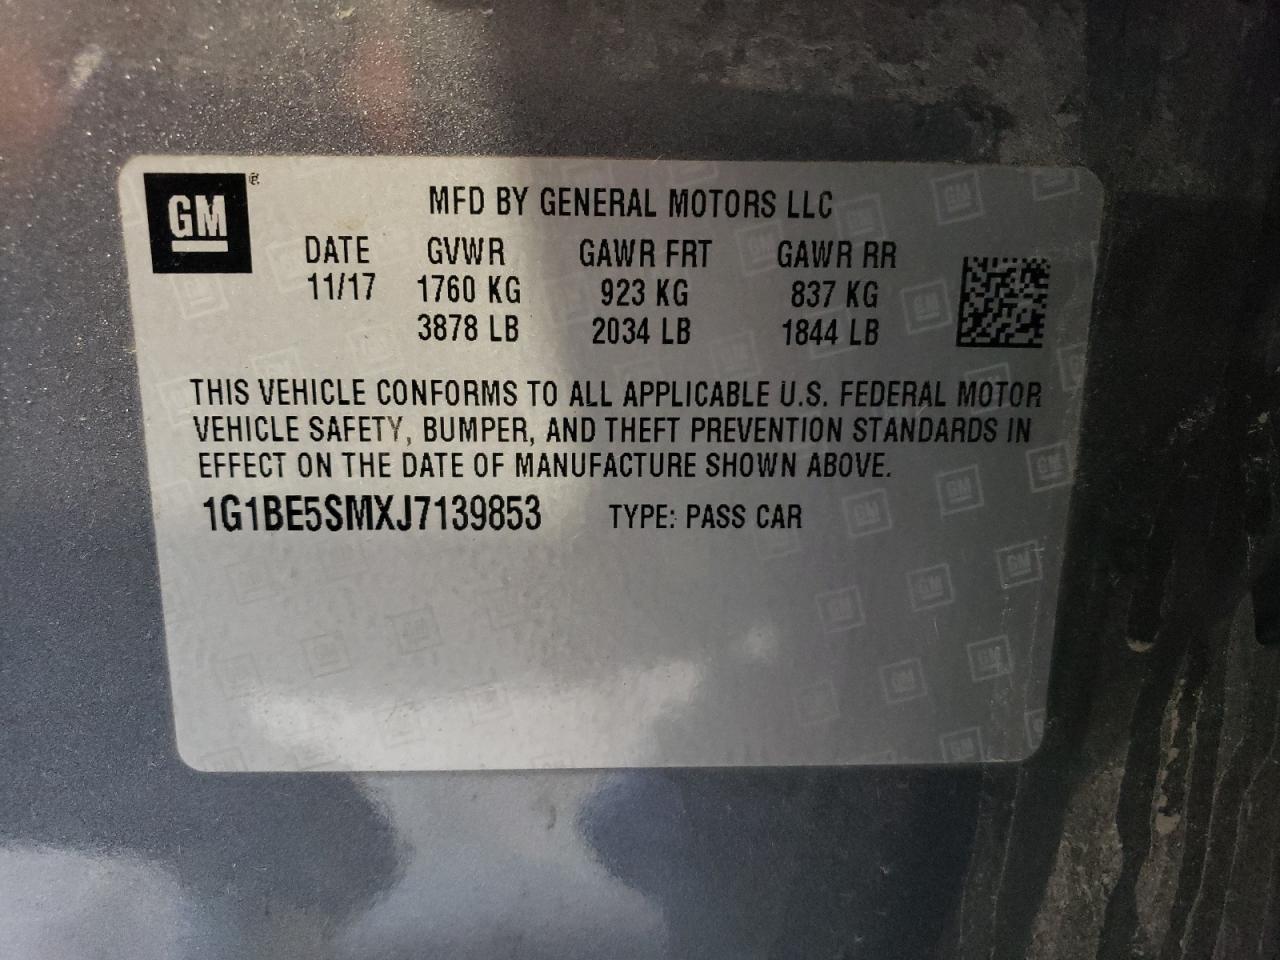 GM®
MFD BY GENERAL MOTORS LLC
DATE GVWR GAWR FRT GAWR RR
11/17 1760 KG 923 KG 837 KG
3878 LB 2034 LB 1844 LB
THIS VEHICLE CONFORMS TO ALL APPLICABLE U.S. FEDERAL MOTOR
VEHICLE SAFETY, BUMPER, AND THEFT PREVENTION STANDARDS IN
EFFECT ON THE DATE OF MANUFACTURE SHOWN ABOVE.
1G1BE5SMXJ7139853 TYPE: PASS CAR